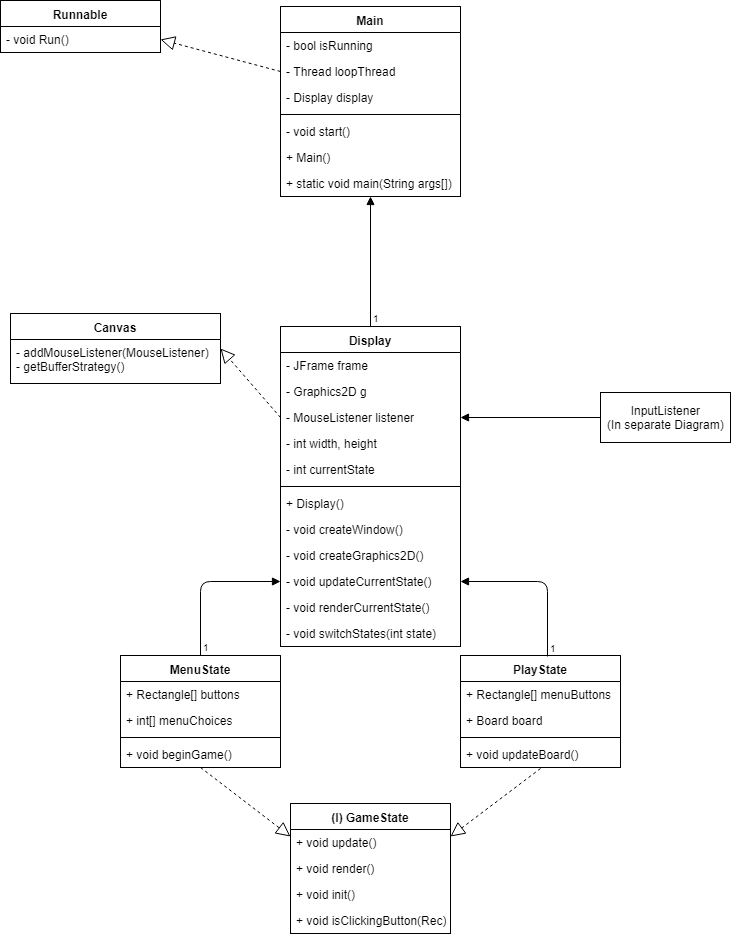 Runnable
- void Run()
Main
- bool isRunning
- Thread loopThread
- Display display
- void start()
+ Main()
+ static void main(String args[])
1
Canvas
- addMouseListener(MouseListener)
- getBufferStrategy()
Display
- JFrame frame
- Graphics2D g
- MouseListener listener
- int width, height
- int currentState
+ Display()
- void createWindow()
- void createGraphics2D()
- void updateCurrentState()
- void renderCurrentState()
- void switchStates(int state)
InputListener
(In separate Diagram)
1
MenuState
+ Rectangle[] buttons
+ int[] menuChoices
+ void beginGame()
1
PlayState
+ Rectangle[] menuButtons
+ Board board
+ void updateBoard()
(I) GameState
+ void update()
+ void render()
+ void init()
+ void isClickingButton(Rec)